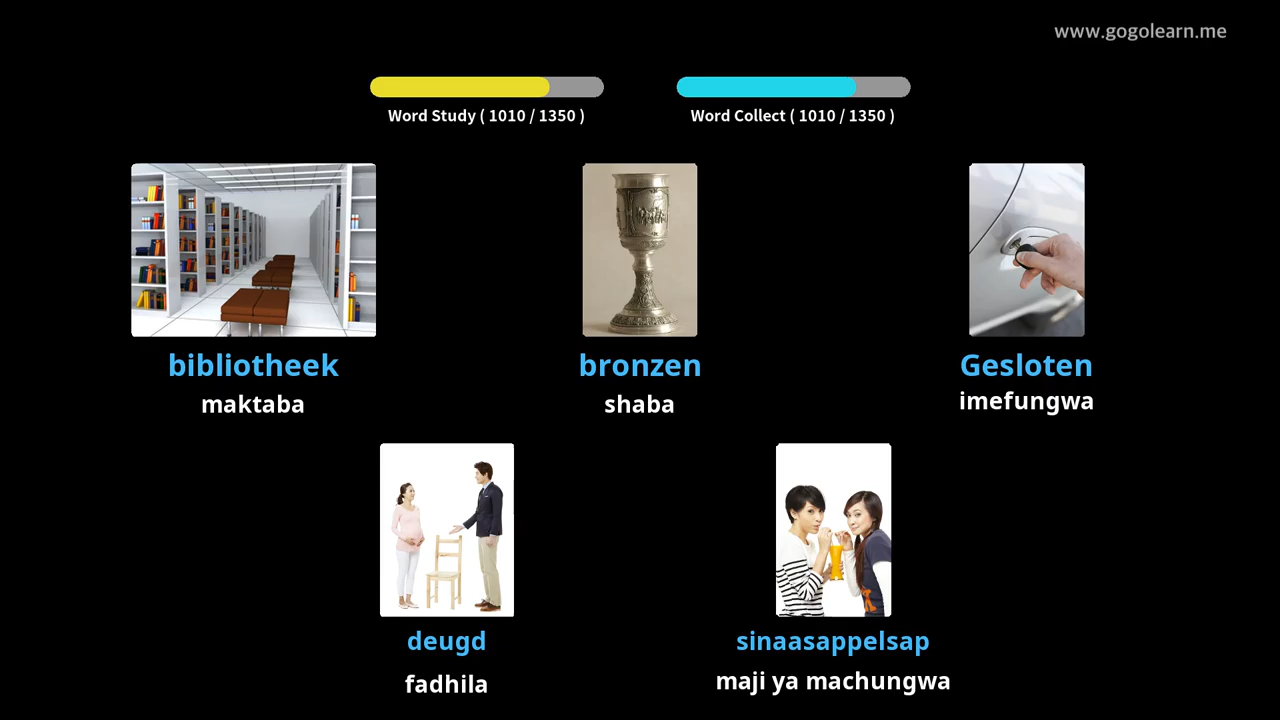 www.gogolearn.me
Word Study ( 1010 / 1350 )
Word Collect ( 1010 / 1350 )
bibliotheek
maktaba
bronzen
shaba
Gesloten
imefungwa
deugd
fadhila
sinaasappelsap
maji ya machungwa